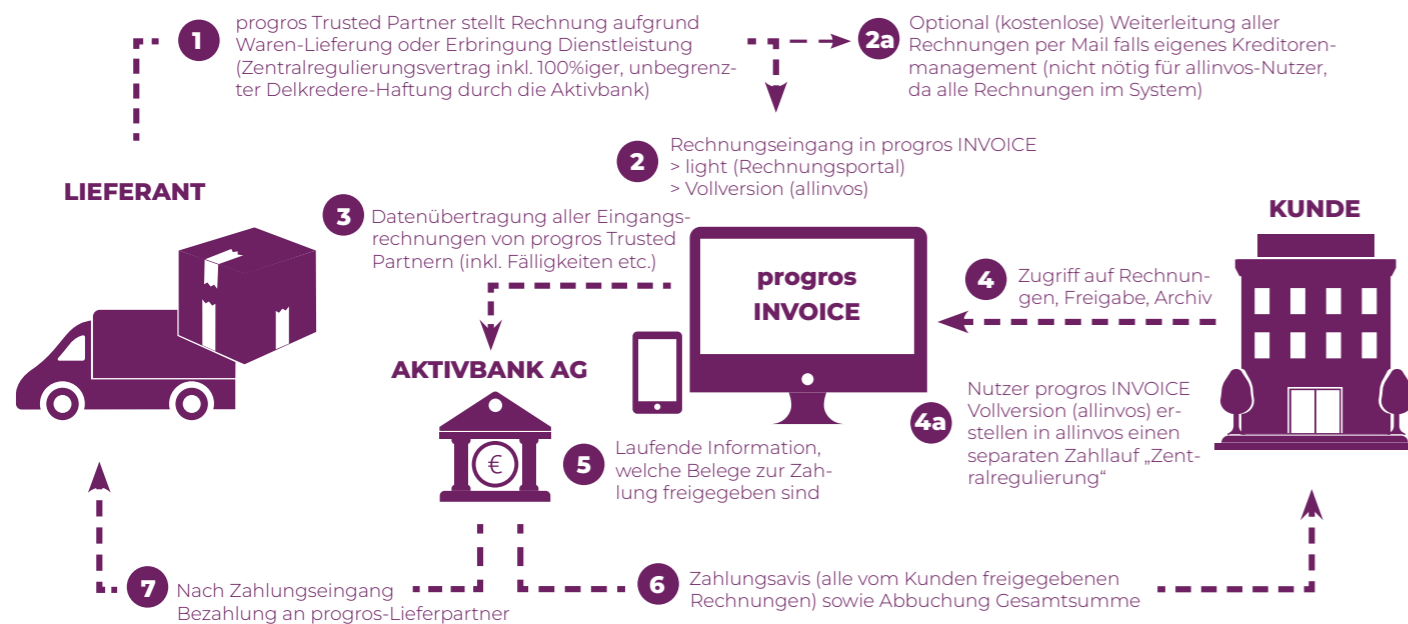 1
progros Trusted Partner stellt Rechnung aufgrund
Waren-Lieferung oder Erbringung Dienstleistung
(Zentralregulierungsvertrag inkl. 100%iger, unbegrenz-
ter Delkredere-Haftung durch die Aktivbank)
2a
Optional (kostenlose) Weiterleitung aller
Rechnungen per Mail falls eigenes Kreditoren-
management (nicht nötig für allinvos-Nutzer,
da alle Rechnungen im System)
2
Rechnungseingang in progros INVOICE
> light (Rechnungsportal)
> Vollversion (allinvos)
LIEFERANT
3
Datenübertragung aller Eingangs-
rechnungen von progros Trusted
Partnern (inkl. Fälligkeiten etc.)
progros
INVOICE
KUNDE
4
Zugriff auf Rechnun-
gen, Freigabe, Archiv
AKTIVBANK AG
€
4a
Nutzer progros INVOICE
Vollversion (allinvos) er-
stellen in allinvos einen
separaten Zahllauf „Zent-
ralregulierung“
5
Laufende Information,
welche Belege zur Zah-
lung freigegeben sind
6
Zahlungsavis (alle vom Kunden freigegebenen
Rechnungen) sowie Abbuchung Gesamtsumme
7
Nach Zahlungseingang
Bezahlung an progros-Lieferpartner